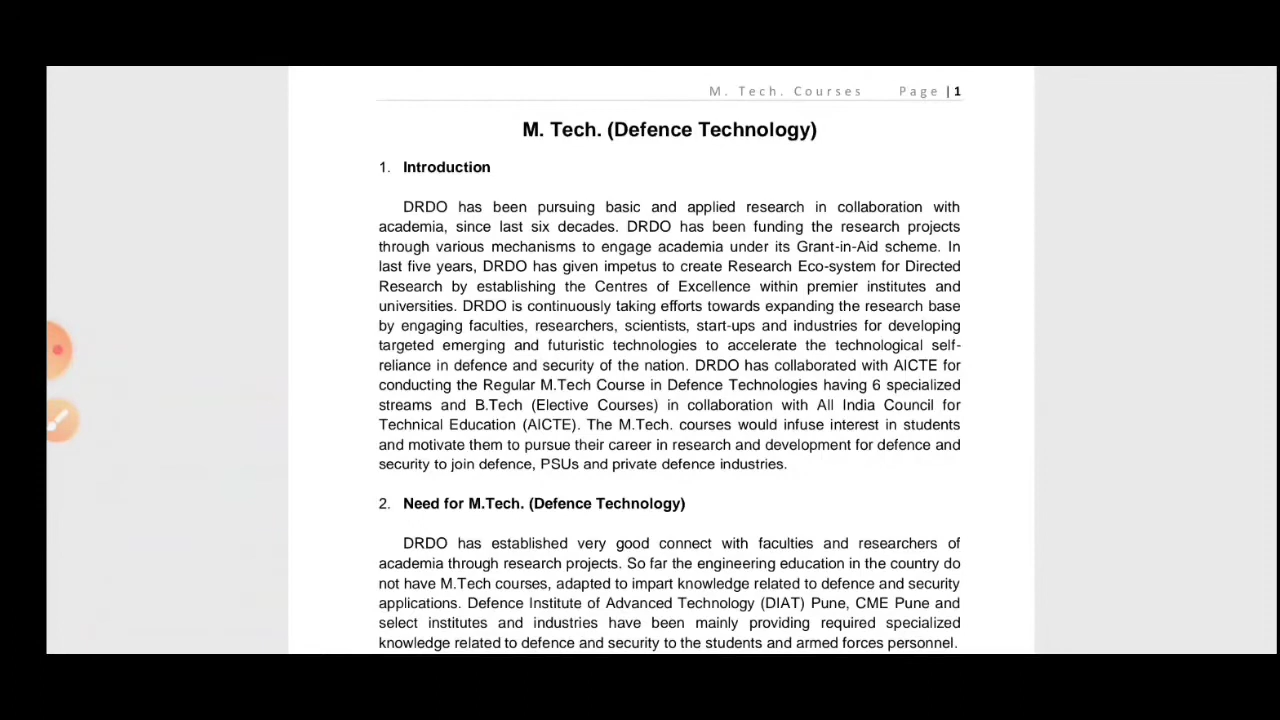 M. Tech. Courses Page | 1
M. Tech. (Defence Technology)
1. Introduction
DRDO has been pursuing basic and applied research in collaboration with
academia, since last six decades. DRDO has been funding the research projects
through various mechanisms to engage academia under its Grant-in-Aid scheme. In
last five years, DRDO has given impetus to create Research Eco-system for Directed
Research by establishing the Centres of Excellence within premier institutes and
universities. DRDO is continuously taking efforts towards expanding the research base
by engaging faculties, researchers, scientists, start-ups and industries for developing
targeted emerging and futuristic technologies to accelerate the technological self-
reliance in defence and security of the nation. DRDO has collaborated with AICTE for
conducting the Regular M.Tech Course in Defence Technologies having 6 specialized
streams and B.Tech (Elective Courses) in collaboration with All India Council for
Technical Education (AICTE). The M.Tech. courses would infuse interest in students
and motivate them to pursue their career in research and development for defence and
security to join defence, PSUs and private defence industries.
2. Need for M.Tech. (Defence Technology)
DRDO has established very good connect with faculties and researchers of
academia through research projects. So far the engineering education in the country do
not have M.Tech courses, adapted to impart knowledge related to defence and security
applications. Defence Institute of Advanced Technology (DIAT) Pune, CME Pune and
select institutes and industries have been mainly providing required specialized
knowledge related to defence and security to the students and armed forces personnel.